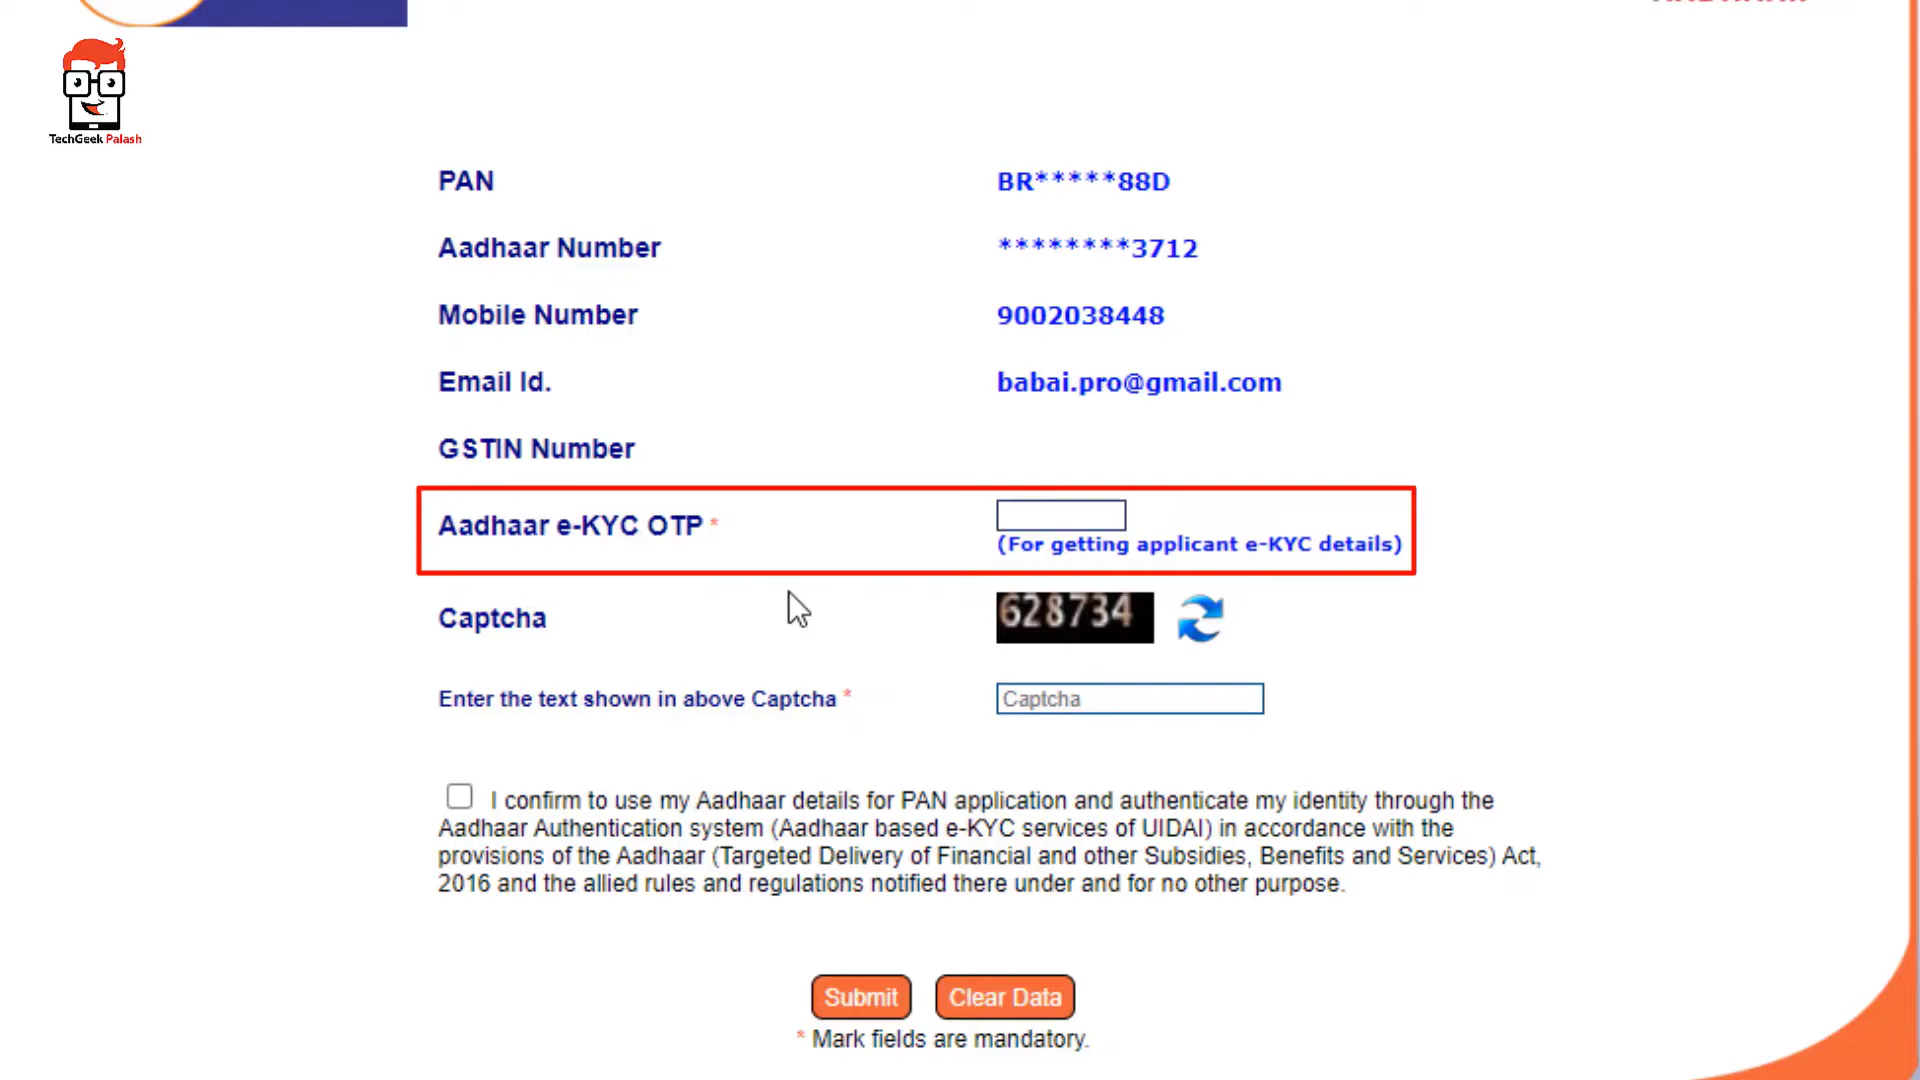 TechGeek Palash
PAN BR*****88D
Aadhaar Number ********3712
Mobile Number 9002038448
Email Id. babai.pro@gmail.com
GSTIN Number
Aadhaar e-KYC OTP *
(For getting applicant e-KYC details)
Captcha 628734
Enter the text shown in above Captcha * Captcha
I confirm to use my Aadhaar details for PAN application and authenticate my identity through the
Aadhaar Authentication system (Aadhaar based e-KYC services of UIDAI) in accordance with the
provisions of the Aadhaar (Targeted Delivery of Financial and other Subsidies, Benefits and Services) Act,
2016 and the allied rules and regulations notified there under and for no other purpose.
Submit Clear Data
* Mark fields are mandatory.